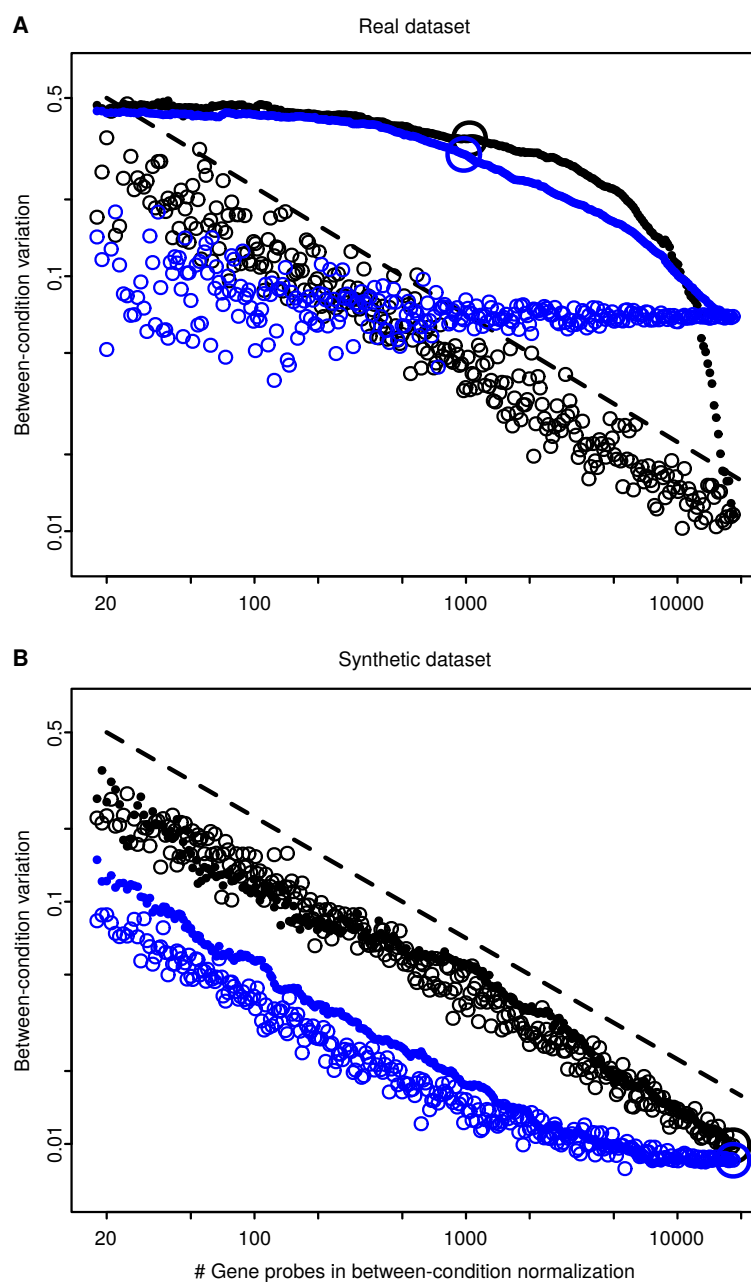 A
Real dataset
Between-condition variation
0.5
0.1
0.01
20
100
1000
10000
B
Synthetic dataset
Between-condition variation
0.5
0.1
0.01
20
100
1000
10000
# Gene probes in between-condition normalization